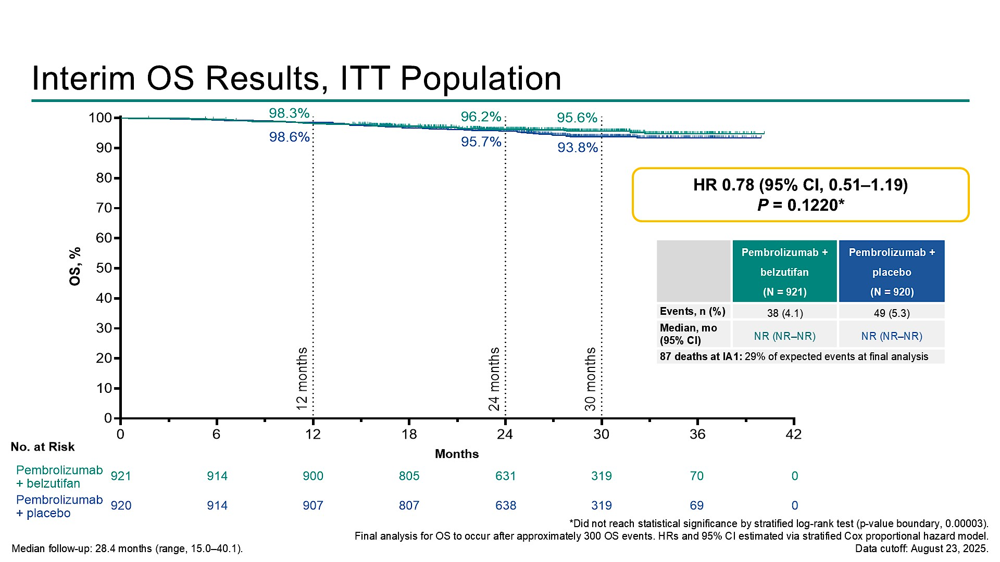 Interim OS Results, ITT Population
98.3%
96.2%
95.6%
98.6%
95.7%
93.8%
100
90
80
70
60
50
40
30
20
10
0
OS, %
12 months
24 months
30 months
0 6 12 18 24 30 36 42
Months
HR 0.78 (95% CI, 0.51–1.19)
P = 0.1220*
Pembrolizumab +
belzutifan
(N = 921)
Pembrolizumab +
placebo
(N = 920)
Events, n (%) 38 (4.1) 49 (5.3)
Median, mo
(95% CI)
NR (NR–NR) NR (NR–NR)
87 deaths at IA1: 29% of expected events at final analysis
No. at Risk
Pembrolizumab
+ belzutifan
921 914 900 805 631 319 70 0
Pembrolizumab
+ placebo
920 914 907 807 638 319 69 0
*Did not reach statistical significance by stratified log-rank test (p-value boundary, 0.00003).
Final analysis for OS to occur after approximately 300 OS events. HRs and 95% CI estimated via stratified Cox proportional hazard model.
Median follow-up: 28.4 months (range, 15.0–40.1).
Data cutoff: August 23, 2025.